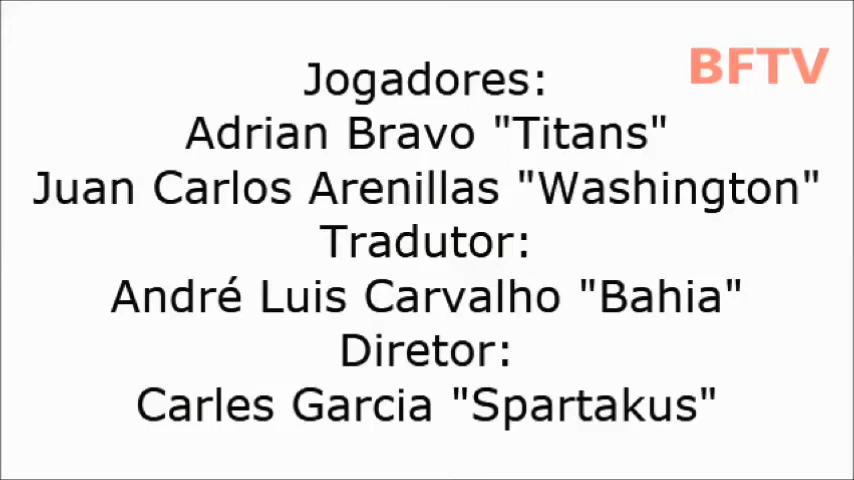 BFTV
Jogadores:
Adrian Bravo "Titans"
Juan Carlos Arenillas "Washington"
Tradutor:
André Luis Carvalho "Bahia"
Diretor:
Carles Garcia "Spartakus"